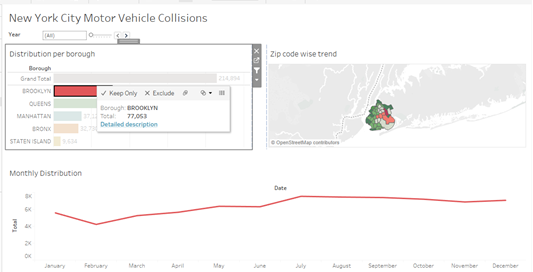 New York City Motor Vehicle Collisions
Year
(All)
Distribution per borough
Zip code wise trend
Borough
Grand Total
BROOKLYN
QUEENS
MANHATTAN
BRONX
STATEN ISLAND
9,634
Keep Only
Exclude
Borough: BROOKLYN
Total: 77,053
Detailed description
© OpenStreetMap contributors
Monthly Distribution
Date
Total
8K
6K
4K
2K
0K
January
February
March
April
May
June
July
August
September
October
November
December